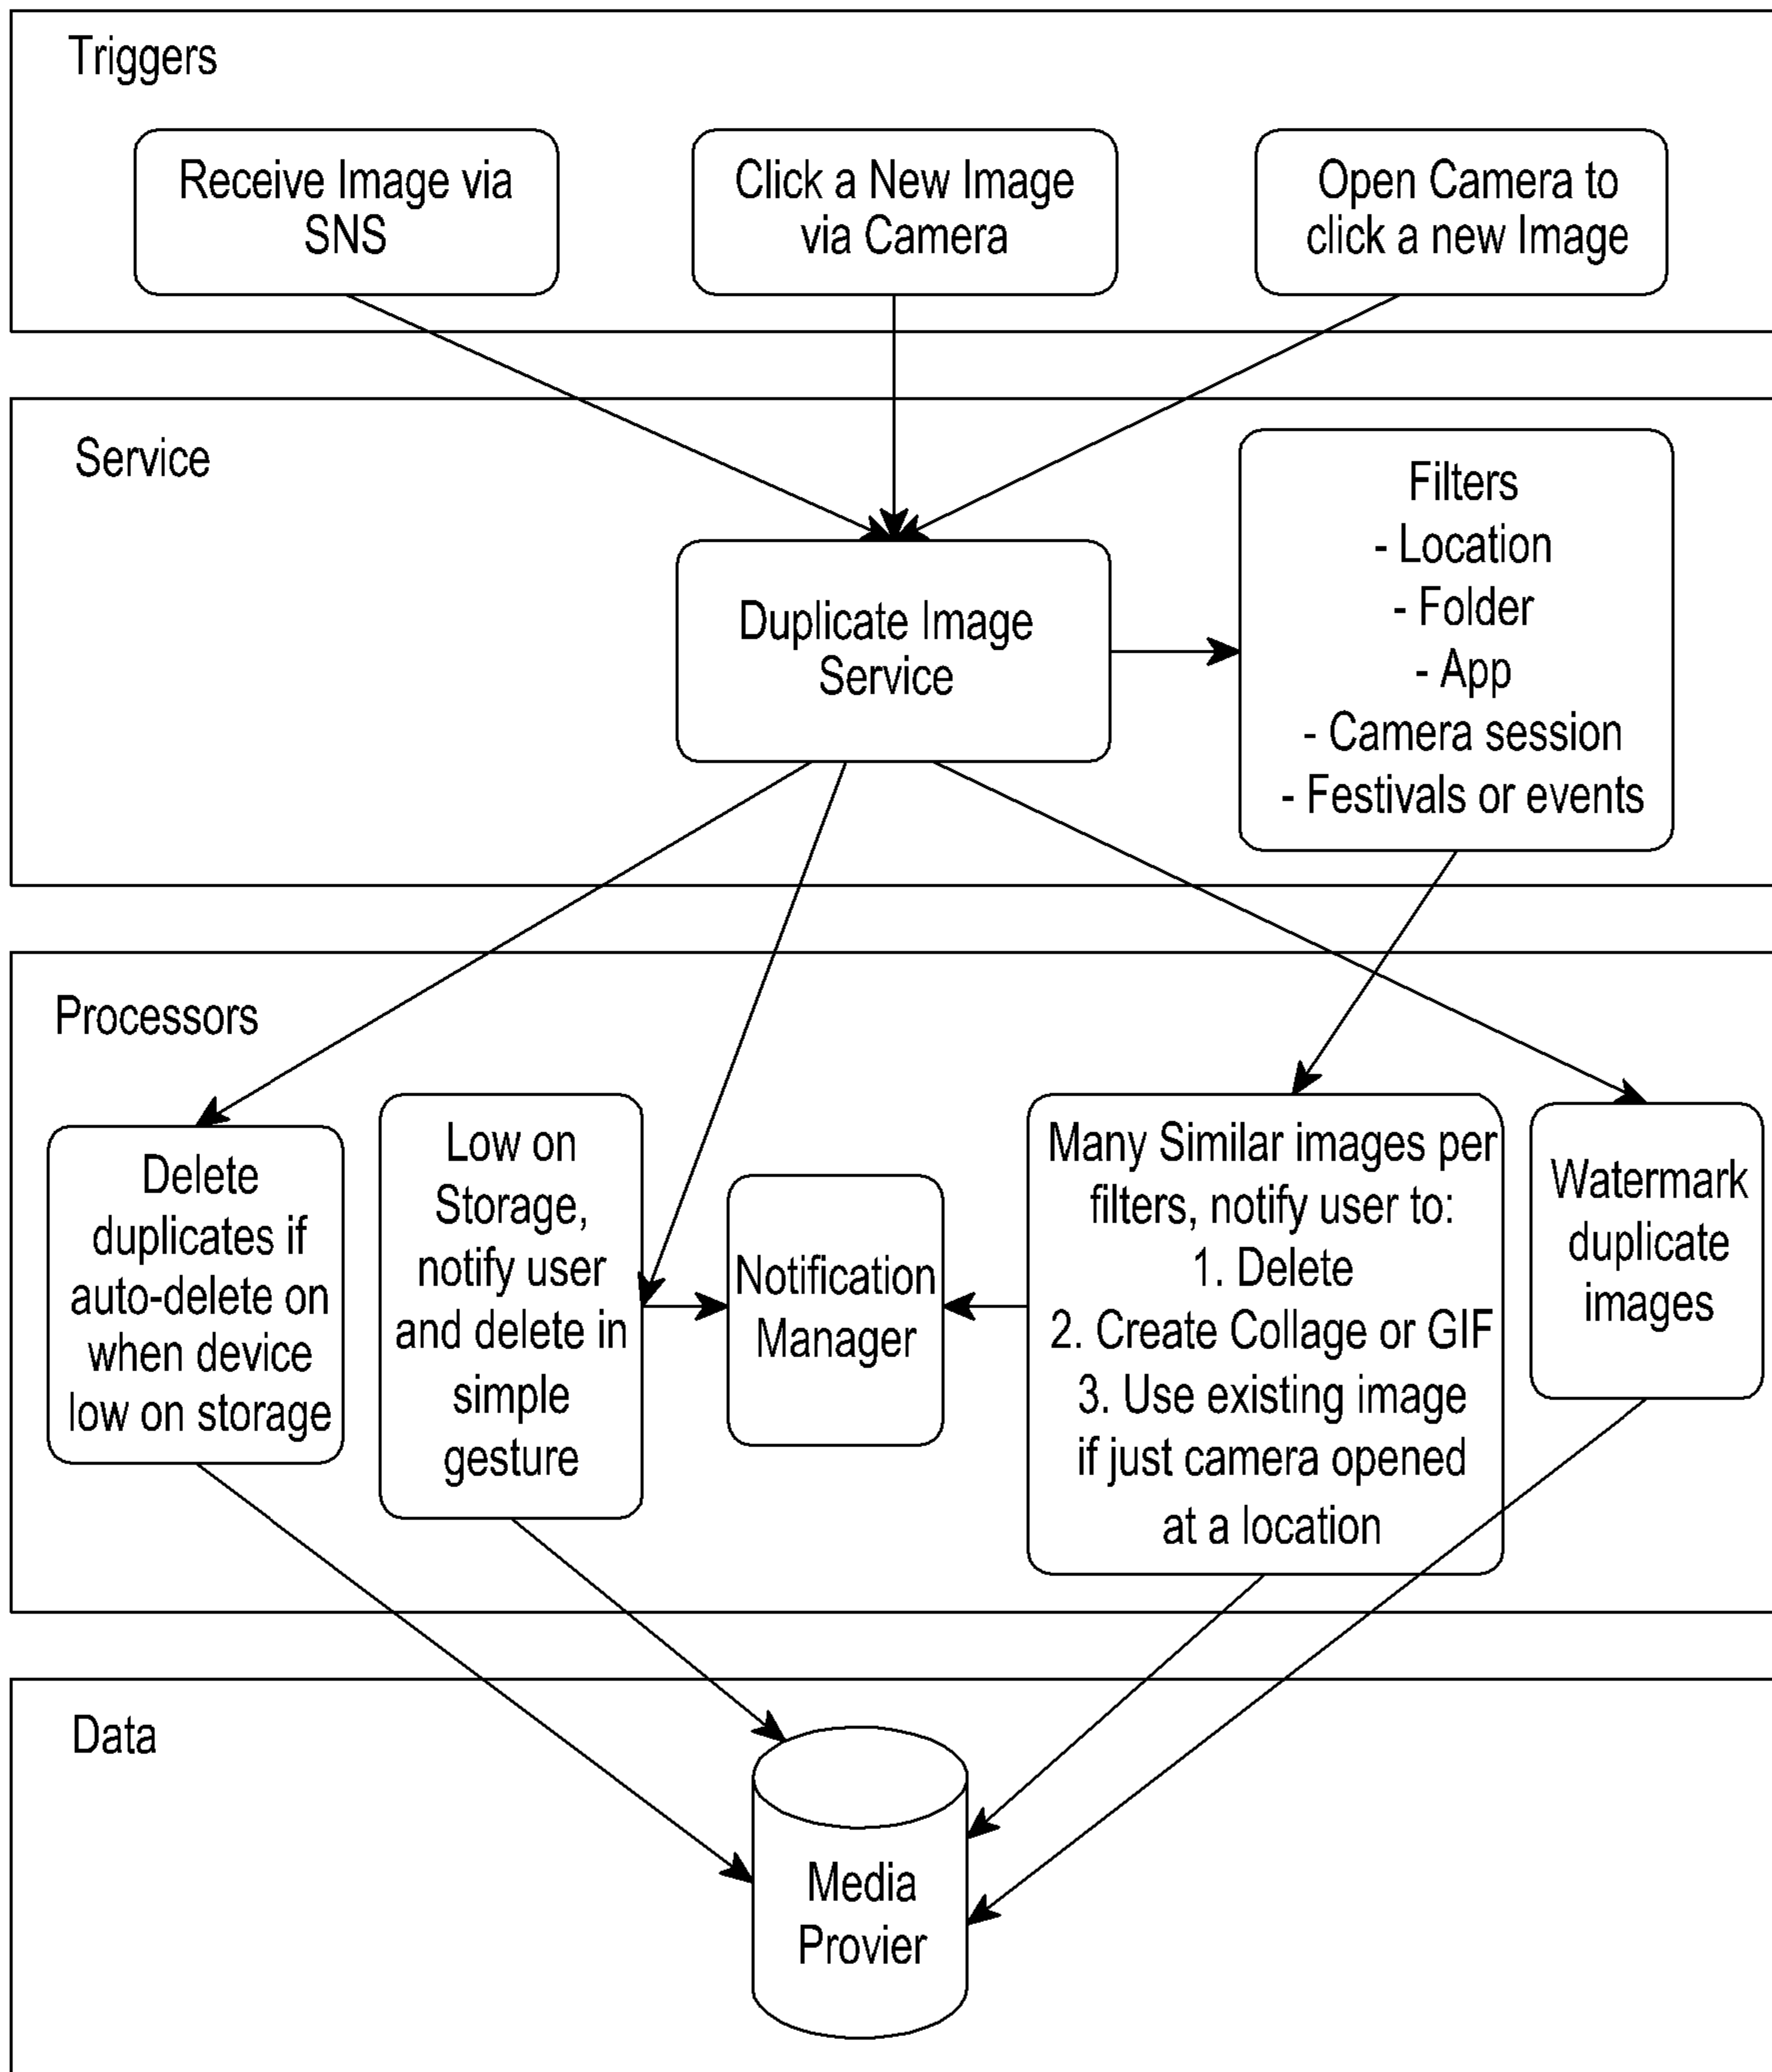 Triggers
Receive Image via
SNS
Click a New Image
via Camera
Open Camera to
click a new Image
Service
Duplicate Image
Service
Filters
- Location
- Folder
- App
- Camera session
- Festivals or events
Processors
Delete
duplicates if
auto-delete on
when device
low on storage
Low on
Storage,
notify user
and delete in
simple
gesture
Notification
Manager
Many Similar images per
filters, notify user to:
1. Delete
2. Create Collage or GIF
3. Use existing image
if just camera opened
at a location
Watermark
duplicate
images
Data
Media
Provier